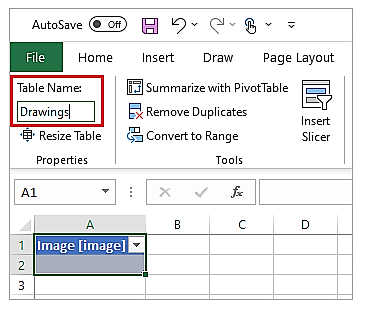 AutoSave Off
File Home Insert Draw Page Layout
Table Name:
Drawings
Resize Table
Properties
Summarize with PivotTable
Remove Duplicates
Convert to Range
Tools
Insert
Slicer
A1 fx
A B C D
1 Image [image]
2
3